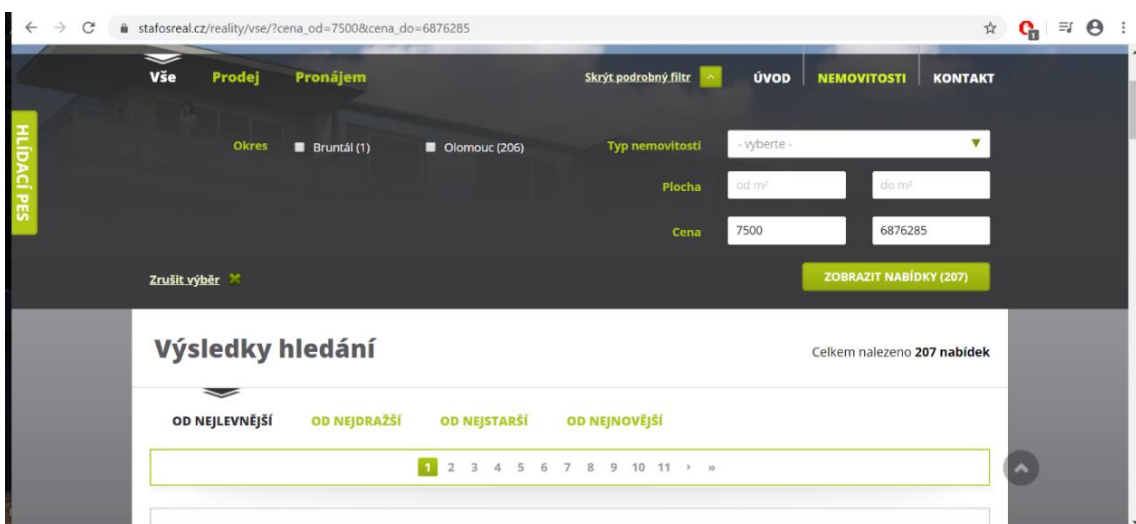 stafosreal.cz/reality/vse/?cena_od=7500&cena_do=6876285
Vše Prodej Pronájem Skrýt podrobný filtr ÚVOD NEMOVITOSTI KONTAKT
HLÍDACÍ PES
Okres Bruntál (1) Olomouc (206) Typ nemovitosti - vyberte -
Plocha od m² do m²
Cena 7500 6876285
Zrušit výběr ZOBRAZIT NABÍDKY (207)
Výsledky hledání Celkem nalezeno 207 nabídek
OD NEJLEVNĚJŠÍ OD NEJDRAŽŠÍ OD NEJSTARŠÍ OD NEJNOVĚJŠÍ
1 2 3 4 5 6 7 8 9 10 11 › »